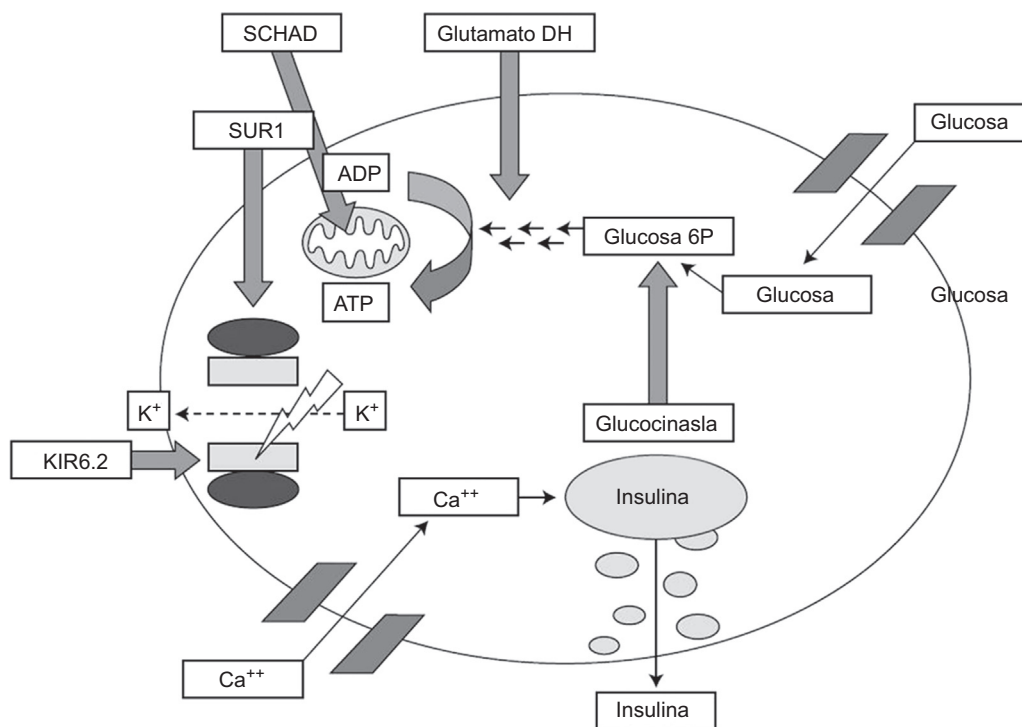 SCHAD
Glutamato DH
SUR1
Glucosa
ADP
Glucosa 6P
ATP
Glucosa
Glucosa
K++
K+
Glucocinasla
KIR6.2
Ca++
Insulina
Ca++
Insulina